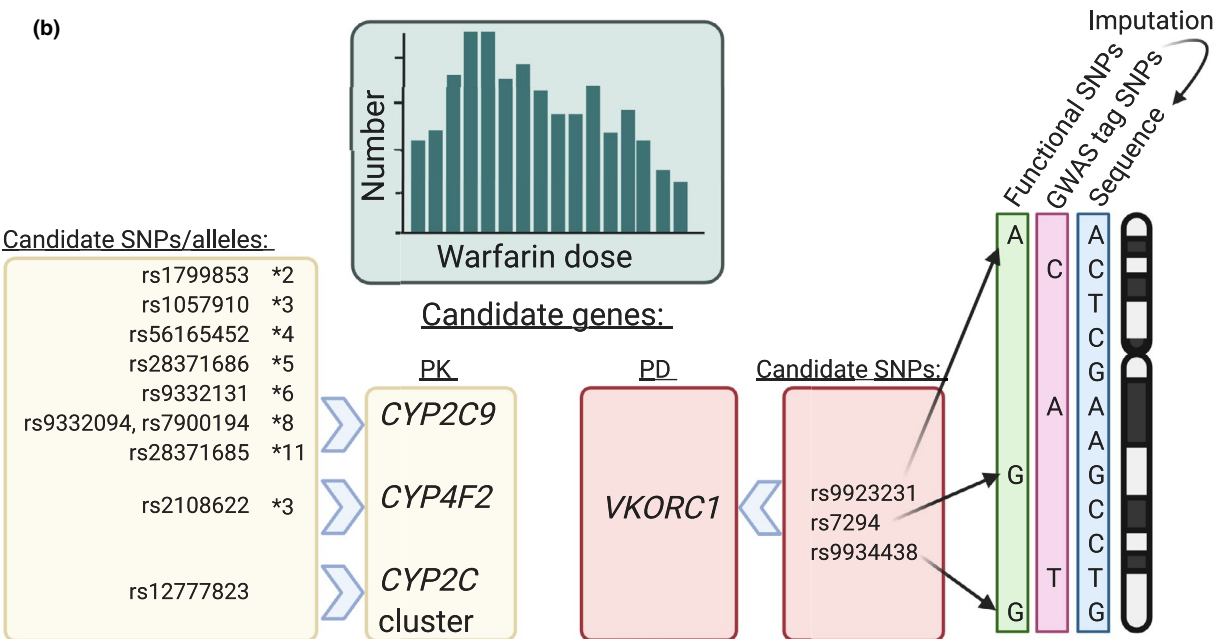 (b)
Number
Warfarin dose
Candidate SNPs/alleles:
rs1799853 *2
rs1057910 *3
rs56165452 *4
rs28371686 *5
rs9332131 *6
rs9332094, rs7900194 *8
rs28371685 *11
rs2108622 *3
rs12777823
Candidate genes:
PK
CYP2C9
CYP4F2
CYP2C
cluster
PD
VKORC1
Candidate SNPs:
rs9923231
rs7294
rs9934438
Imputation
Functional SNPs
GWAS tag SNPs
Sequence
A
G
G
C
A
T
A
C
T
C
G
A
A
G
C
C
T
G